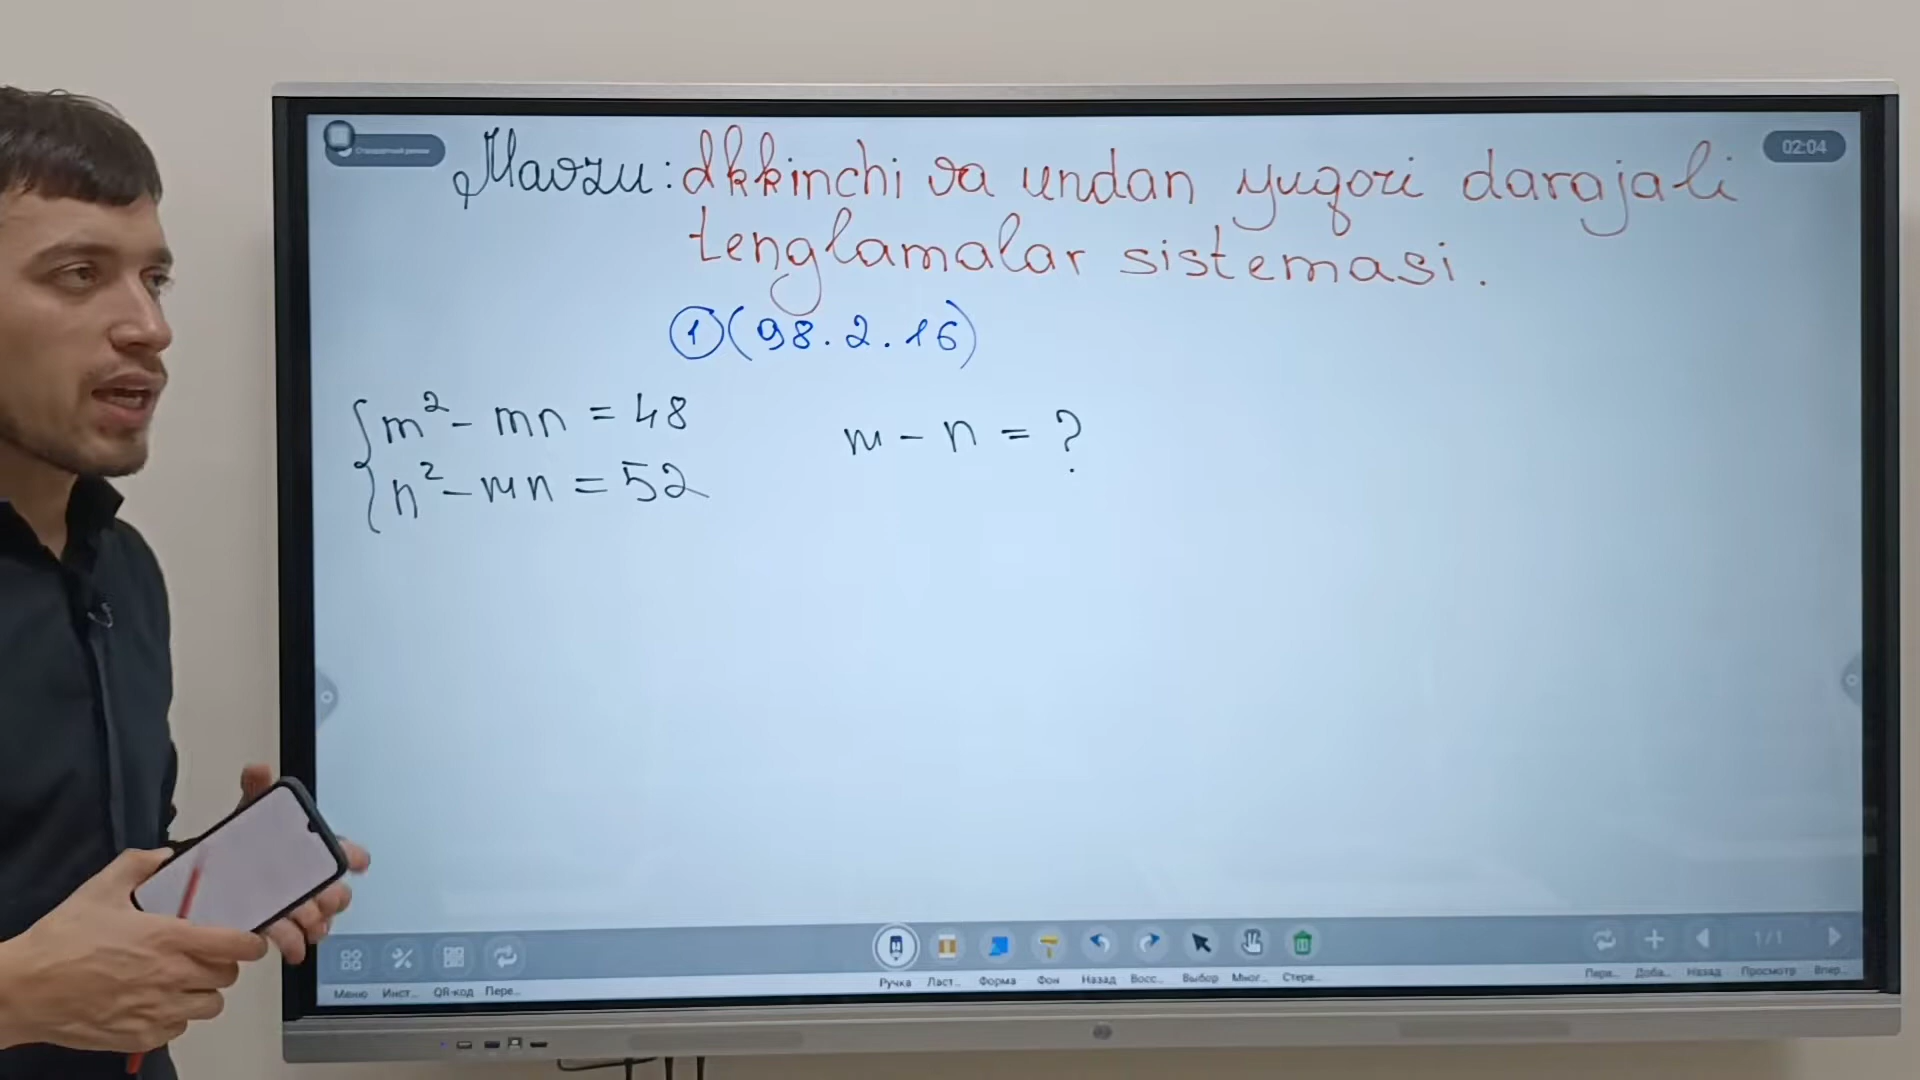 Стандартный режим
02:04
Mavzu: Ikkinchi va undan yuqori darajali
tenglamalar sistemasi.
1 (98.2.16)
m² - mn = 48
n² - mn = 52
m - n = ?
Меню Инст... QR-код Пере... Ручка Ласт... Форма Фон Назад Восс... Выбор Мног... Стере... Пере... Доба... Назад Просмотр Впер...
1/1